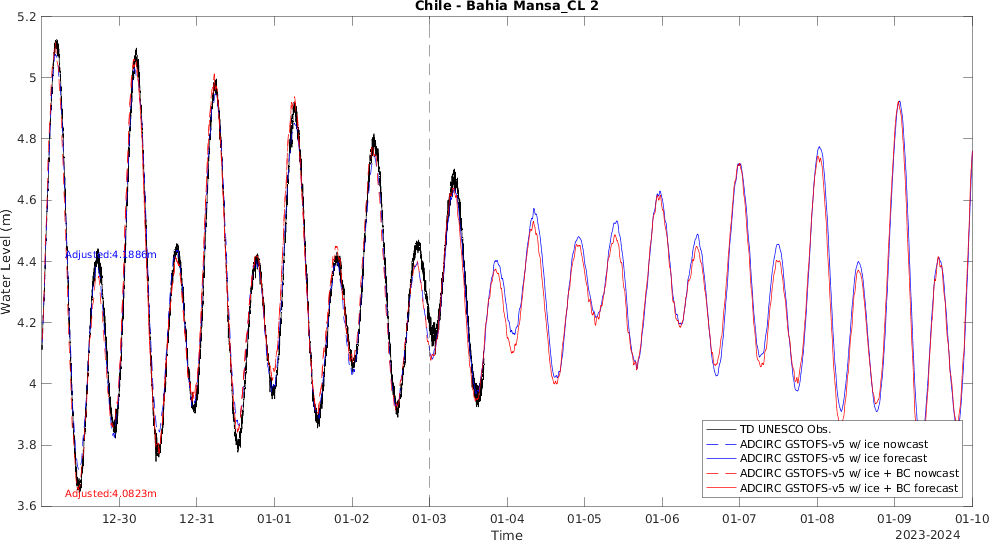 Chile - Bahia Mansa_CL 2
Water Level (m)
5.2
5
4.8
4.6
4.4
4.2
4
3.8
3.6
Adjusted:4.1886m
Adjusted:4.0823m
TD UNESCO Obs.
ADCIRC GSTOFS-v5 w/ ice nowcast
ADCIRC GSTOFS-v5 w/ ice forecast
ADCIRC GSTOFS-v5 w/ ice + BC nowcast
ADCIRC GSTOFS-v5 w/ ice + BC forecast
12-30 12-31 01-01 01-02 01-03 01-04 01-05 01-06 01-07 01-08 01-09 01-10
Time
2023-2024